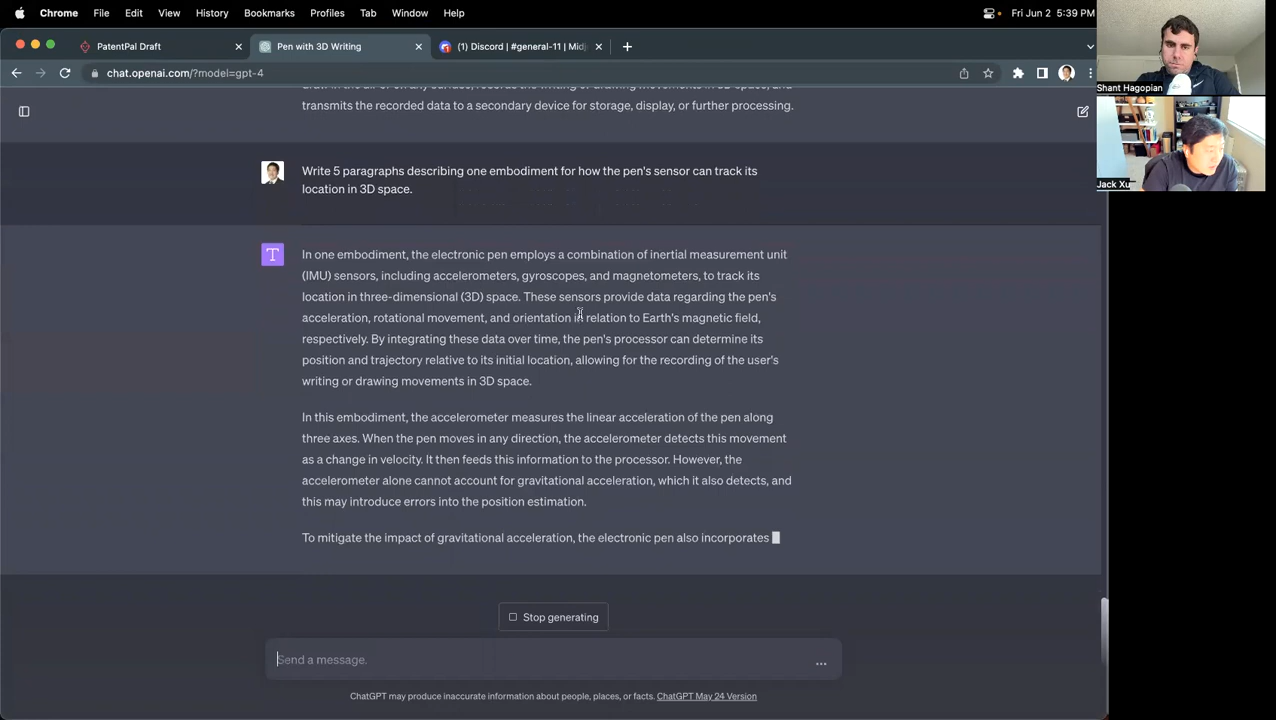 Chrome File Edit View History Bookmarks Profiles Tab Window Help Fri Jun 2 5:39 PM
PatentPal Draft
Pen with 3D Writing
(1) Discord | #general-11 | Mid
chat.openai.com/?model=gpt-4
Shant Hagopian
Jack Xu
transmits the recorded data to a secondary device for storage, display, or further processing.
Write 5 paragraphs describing one embodiment for how the pen's sensor can track its
location in 3D space.
In one embodiment, the electronic pen employs a combination of inertial measurement unit
(IMU) sensors, including accelerometers, gyroscopes, and magnetometers, to track its
location in three-dimensional (3D) space. These sensors provide data regarding the pen's
acceleration, rotational movement, and orientation in relation to Earth's magnetic field,
respectively. By integrating these data over time, the pen's processor can determine its
position and trajectory relative to its initial location, allowing for the recording of the user's
writing or drawing movements in 3D space.
In this embodiment, the accelerometer measures the linear acceleration of the pen along
three axes. When the pen moves in any direction, the accelerometer detects this movement
as a change in velocity. It then feeds this information to the processor. However, the
accelerometer alone cannot account for gravitational acceleration, which it also detects, and
this may introduce errors into the position estimation.
To mitigate the impact of gravitational acceleration, the electronic pen also incorporates
Stop generating
Send a message.
ChatGPT may produce inaccurate information about people, places, or facts. ChatGPT May 24 Version